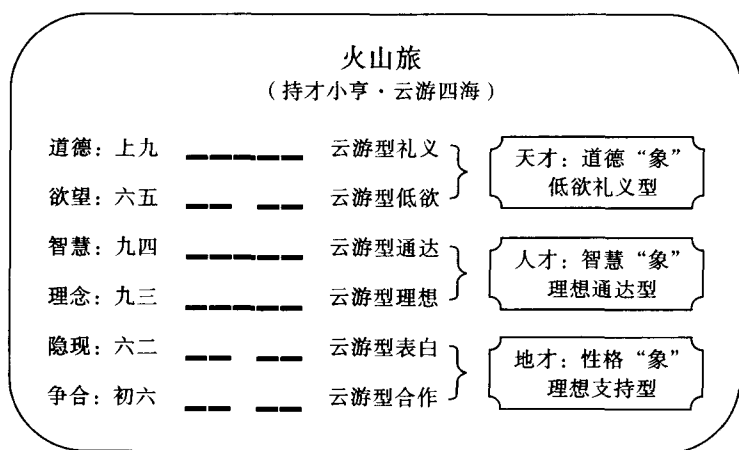 火山旅
（持才小亨·云游四海）
道德：上九 云游型礼义
欲望：六五 云游型低欲
天才：道德“象”
低欲礼义型
智慧：九四 云游型通达
理念：九三 云游型理想
人才：智慧“象”
理想通达型
隐现：六二 云游型表白
争合：初六 云游型合作
地才：性格“象”
理想支持型